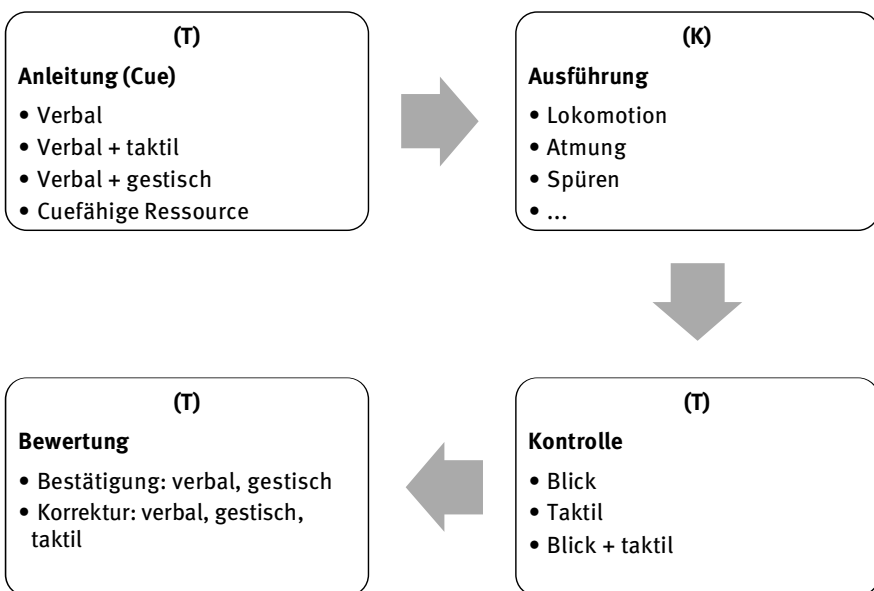 (T)
Anleitung (Cue)
• Verbal
• Verbal + taktil
• Verbal + gestisch
• Cuefähige Ressource
(K)
Ausführung
• Lokomotion
• Atmung
• Spüren
• ...
(T)
Bewertung
• Bestätigung: verbal, gestisch
• Korrektur: verbal, gestisch,
taktil
(T)
Kontrolle
• Blick
• Taktil
• Blick + taktil